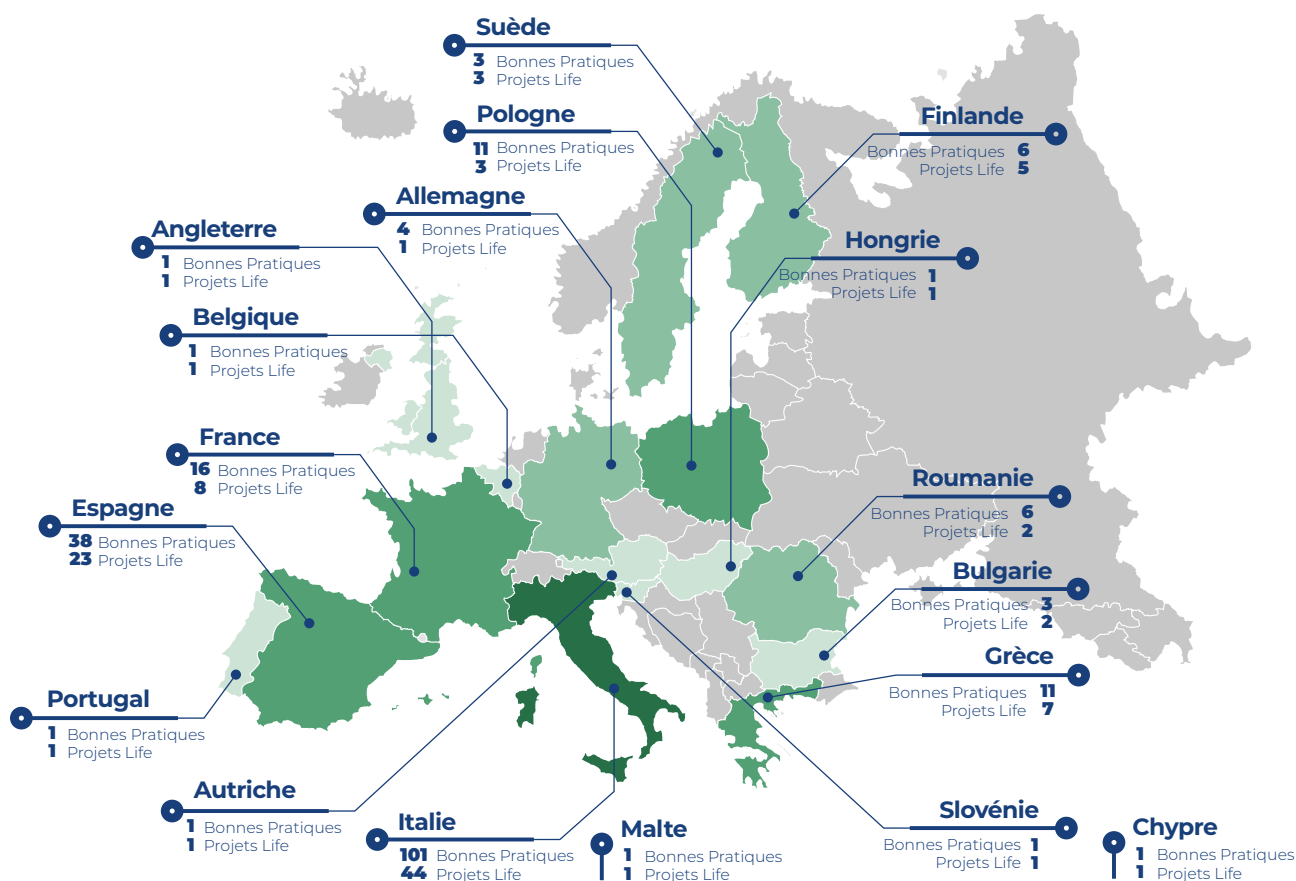 Suède
3 Bonnes Pratiques
3 Projets Life
Pologne
11 Bonnes Pratiques
3 Projets Life
Finlande
Bonnes Pratiques 6
Projets Life 5
Allemagne
4 Bonnes Pratiques
1 Projets Life
Angleterre
1 Bonnes Pratiques
1 Projets Life
Hongrie
Bonnes Pratiques 1
Projets Life 1
Belgique
1 Bonnes Pratiques
1 Projets Life
France
16 Bonnes Pratiques
8 Projets Life
Espagne
38 Bonnes Pratiques
23 Projets Life
Roumanie
Bonnes Pratiques 6
Projets Life 2
Bulgarie
Bonnes Pratiques 3
Projets Life 2
Grèce
Bonnes Pratiques 11
Projets Life 7
Portugal
1 Bonnes Pratiques
1 Projets Life
Autriche
1 Bonnes Pratiques
1 Projets Life
Italie
101 Bonnes Pratiques
44 Projets Life
Malte
1 Bonnes Pratiques
1 Projets Life
Slovénie
Bonnes Pratiques 1
Projets Life 1
Chypre
1 Bonnes Pratiques
1 Projets Life